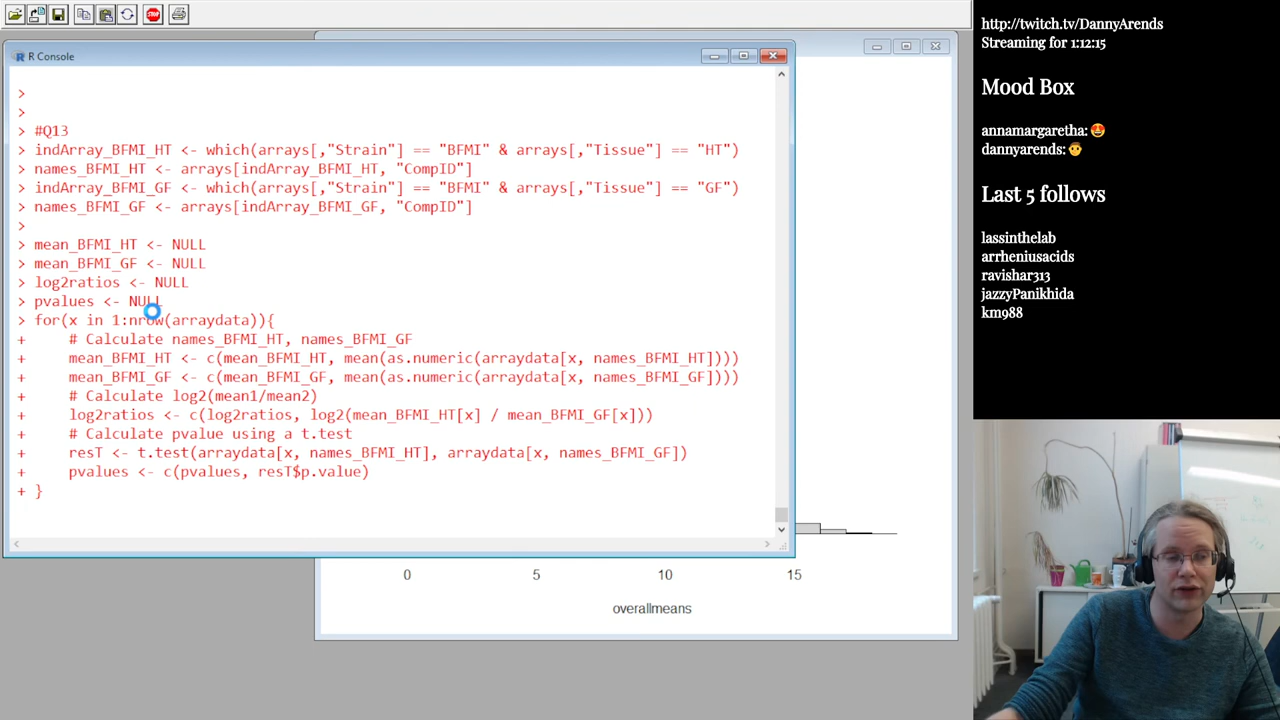 R Console
>
>
> #Q13
> indArray_BFMI_HT <- which(arrays[,"Strain"] == "BFMI" & arrays[,"Tissue"] == "HT")
> names_BFMI_HT <- arrays[indArray_BFMI_HT, "CompID"]
> indArray_BFMI_GF <- which(arrays[,"Strain"] == "BFMI" & arrays[,"Tissue"] == "GF")
> names_BFMI_GF <- arrays[indArray_BFMI_GF, "CompID"]
>
> mean_BFMI_HT <- NULL
> mean_BFMI_GF <- NULL
> log2ratios <- NULL
> pvalues <- NULL
> for(x in 1:nrow(arraydata)){
+     # Calculate names_BFMI_HT, names_BFMI_GF
+     mean_BFMI_HT <- c(mean_BFMI_HT, mean(as.numeric(arraydata[x, names_BFMI_HT])))
+     mean_BFMI_GF <- c(mean_BFMI_GF, mean(as.numeric(arraydata[x, names_BFMI_GF])))
+     # Calculate log2(mean1/mean2)
+     log2ratios <- c(log2ratios, log2(mean_BFMI_HT[x] / mean_BFMI_GF[x]))
+     # Calculate pvalue using a t.test
+     resT <- t.test(arraydata[x, names_BFMI_HT], arraydata[x, names_BFMI_GF])
+     pvalues <- c(pvalues, resT$p.value)
+ }
0 5 10 15
overallmeans
http://twitch.tv/DannyArends
Streaming for 1:12:15
Mood Box
annamargaretha: 😍
dannyarends: 👨
Last 5 follows
lassinthelab
arrheniusacids
ravishar313
jazzyPanikhida
km988
STOP